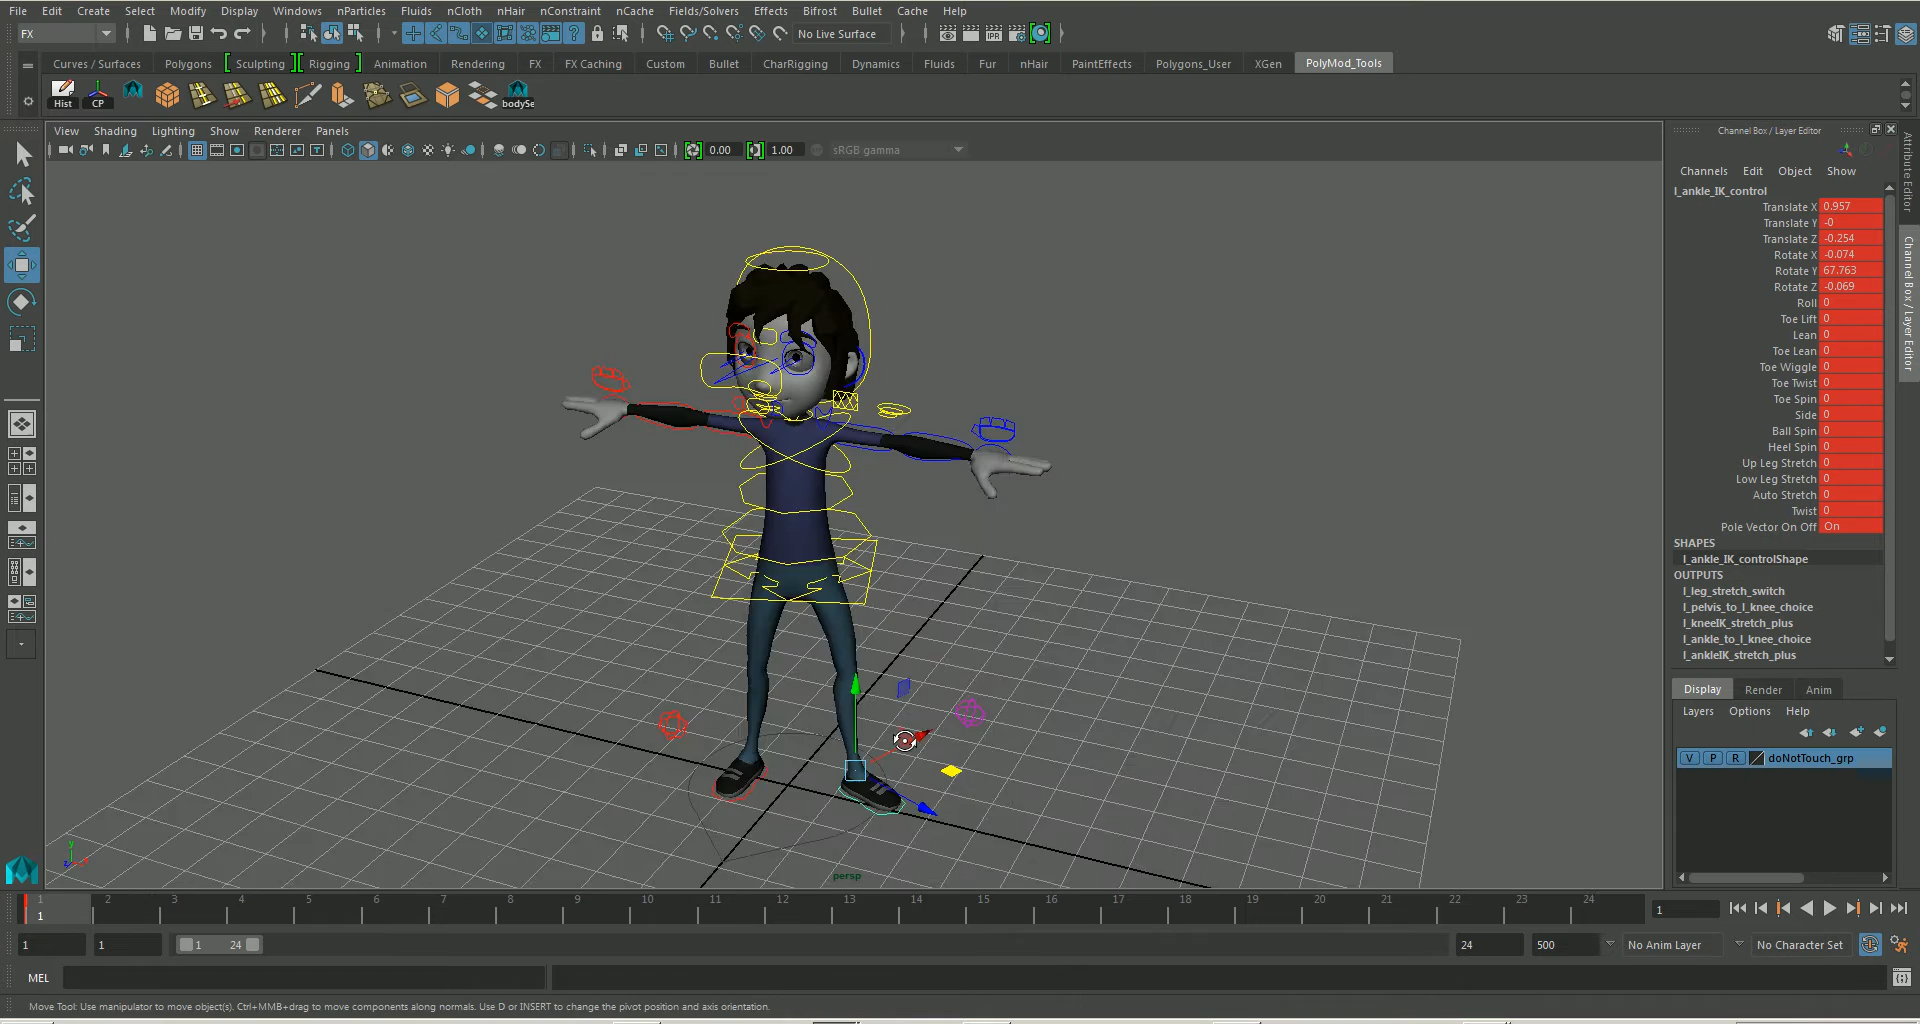 File Edit Create Select Modify Display Windows nParticles Fluids nCloth nHair nConstraint nCache Fields/Solvers Effects Bifrost Bullet Cache Help
FX No Live Surface IPR
Curves / Surfaces Polygons Sculpting Rigging Animation Rendering FX FX Caching Custom Bullet CharRigging Dynamics Fluids Fur nHair PaintEffects Polygons_User XGen PolyMod_Tools
Hist CP bodySe
View Shading Lighting Show Renderer Panels
0.00 1.00 sRGB gamma
Channel Box / Layer Editor
Channels Edit Object Show
l_ankle_IK_control
Translate X 0.957
Translate Y -0
Translate Z -0.254
Rotate X -0.074
Rotate Y 67.763
Rotate Z -0.069
Roll 0
Toe Lift 0
Lean 0
Toe Lean 0
Toe Wiggle 0
Toe Twist 0
Toe Spin 0
Side 0
Ball Spin 0
Heel Spin 0
Up Leg Stretch 0
Low Leg Stretch 0
Auto Stretch 0
Twist 0
Pole Vector On Off On
SHAPES
l_ankle_IK_controlShape
OUTPUTS
l_leg_stretch_switch
l_pelvis_to_l_knee_choice
l_kneeIK_stretch_plus
l_ankle_to_l_knee_choice
l_ankleIK_stretch_plus
Display Render Anim
Layers Options Help
V P R doNotTouch_grp
Attribute Editor
Channel Box / Layer Editor
y
z
persp
1 2 3 4 5 6 7 8 9 10 11 12 13 14 15 16 17 18 19 20 21 22 23 24
1 1
1 1 1 24 24 500 No Anim Layer No Character Set
MEL
Move Tool: Use manipulator to move object(s). Ctrl+MMB+drag to move components along normals. Use D or INSERT to change the pivot position and axis orientation.